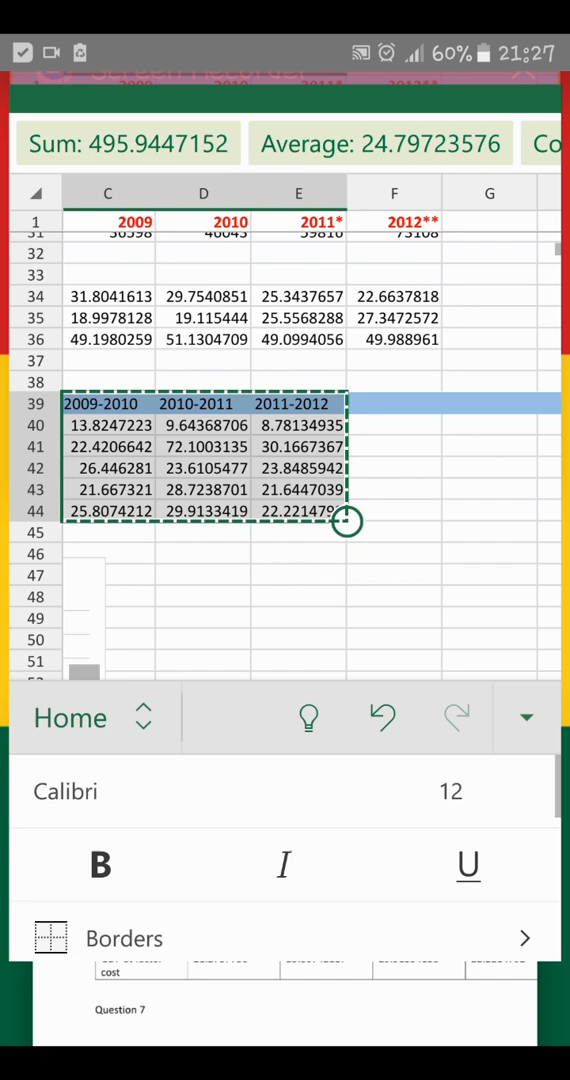 60% 21:27
Sum: 495.9447152 Average: 24.79723576 Co
C D E F G
1 2009 2010 2011* 2012**
31
32
33
34 31.8041613 29.7540851 25.3437657 22.6637818
35 18.9978128 19.115444 25.5568288 27.3472572
36 49.1980259 51.1304709 49.0994056 49.988961
37
38
39 2009-2010 2010-2011 2011-2012
40 13.8247223 9.64368706 8.78134935
41 22.4206642 72.1003135 30.1667367
42 26.446281 23.6105477 23.8485942
43 21.667321 28.7238701 21.6447039
44 25.8074212 29.9133419
45
46
47
48
49
50
51
Home
Calibri 12
B I U
Borders
cost
Question 7